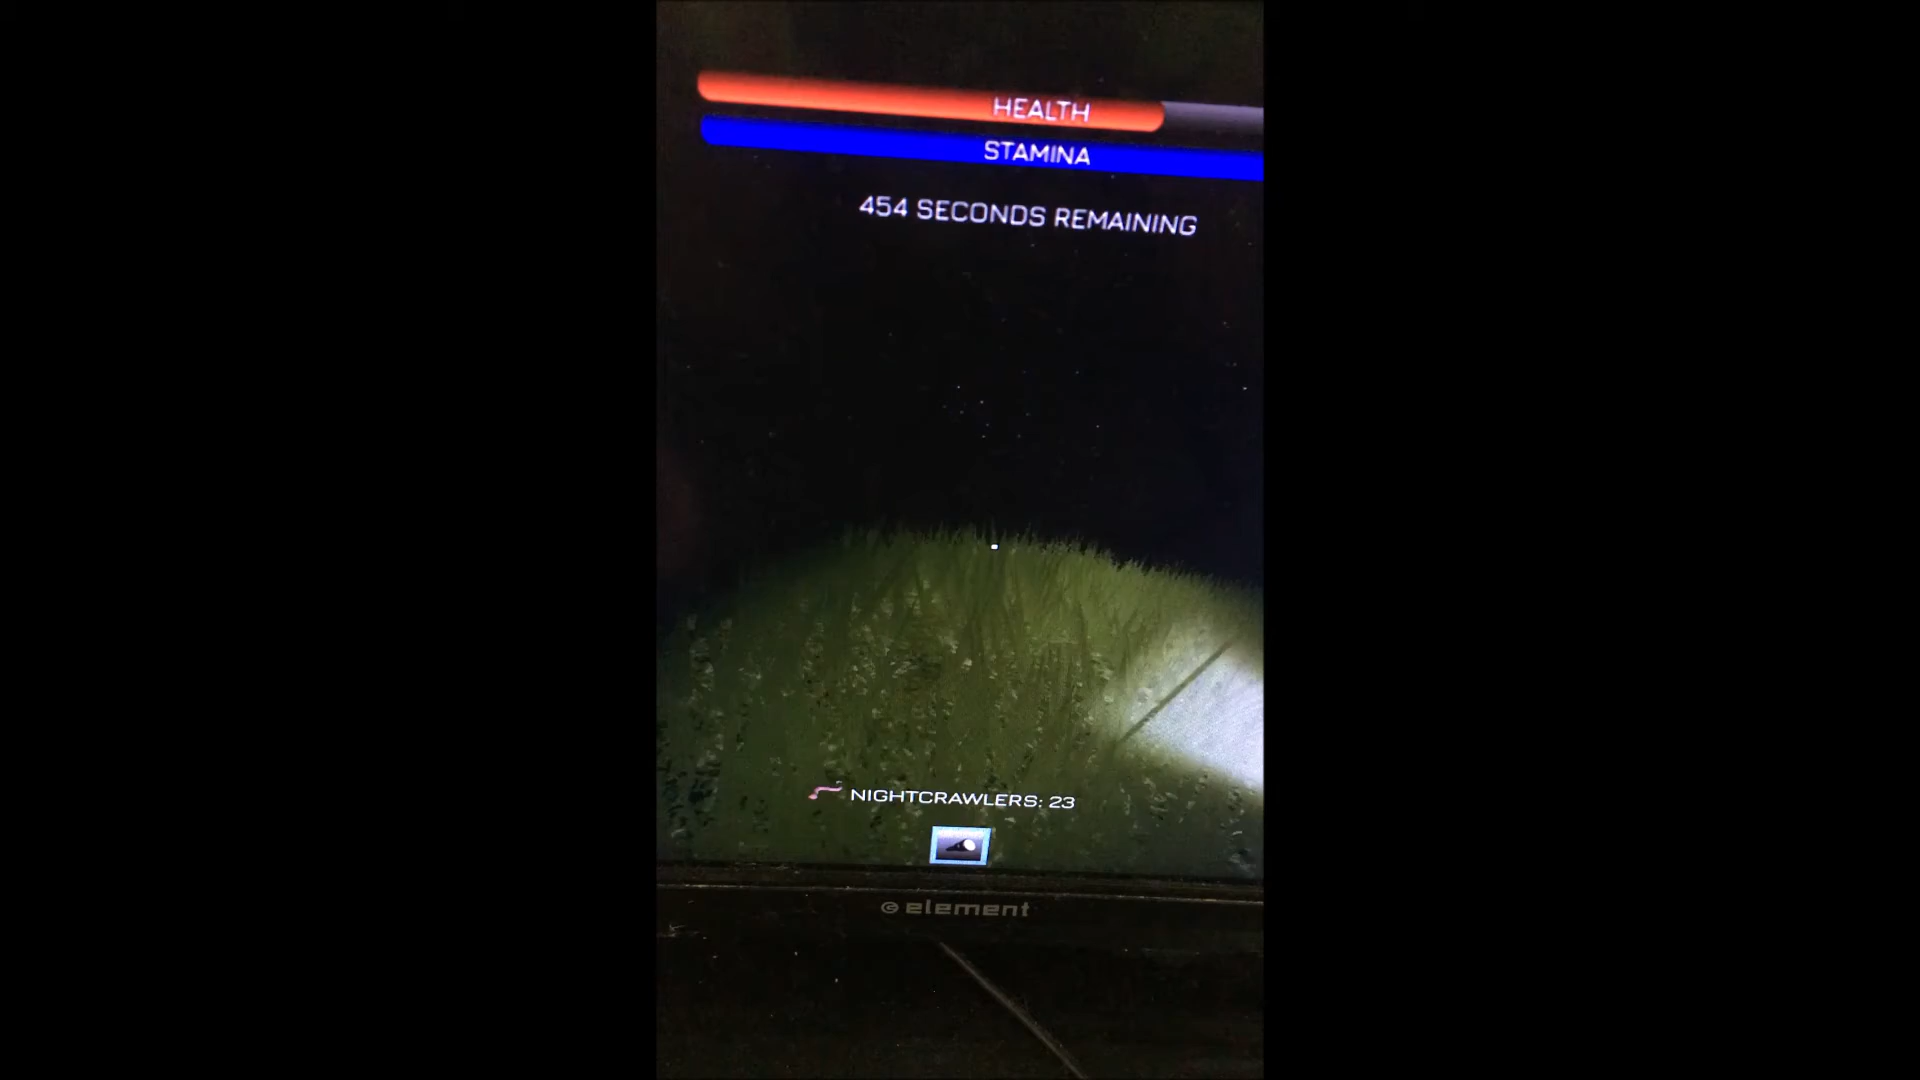 HEALTH
STAMINA
454 SECONDS REMAINING
NIGHTCRAWLERS: 23
element